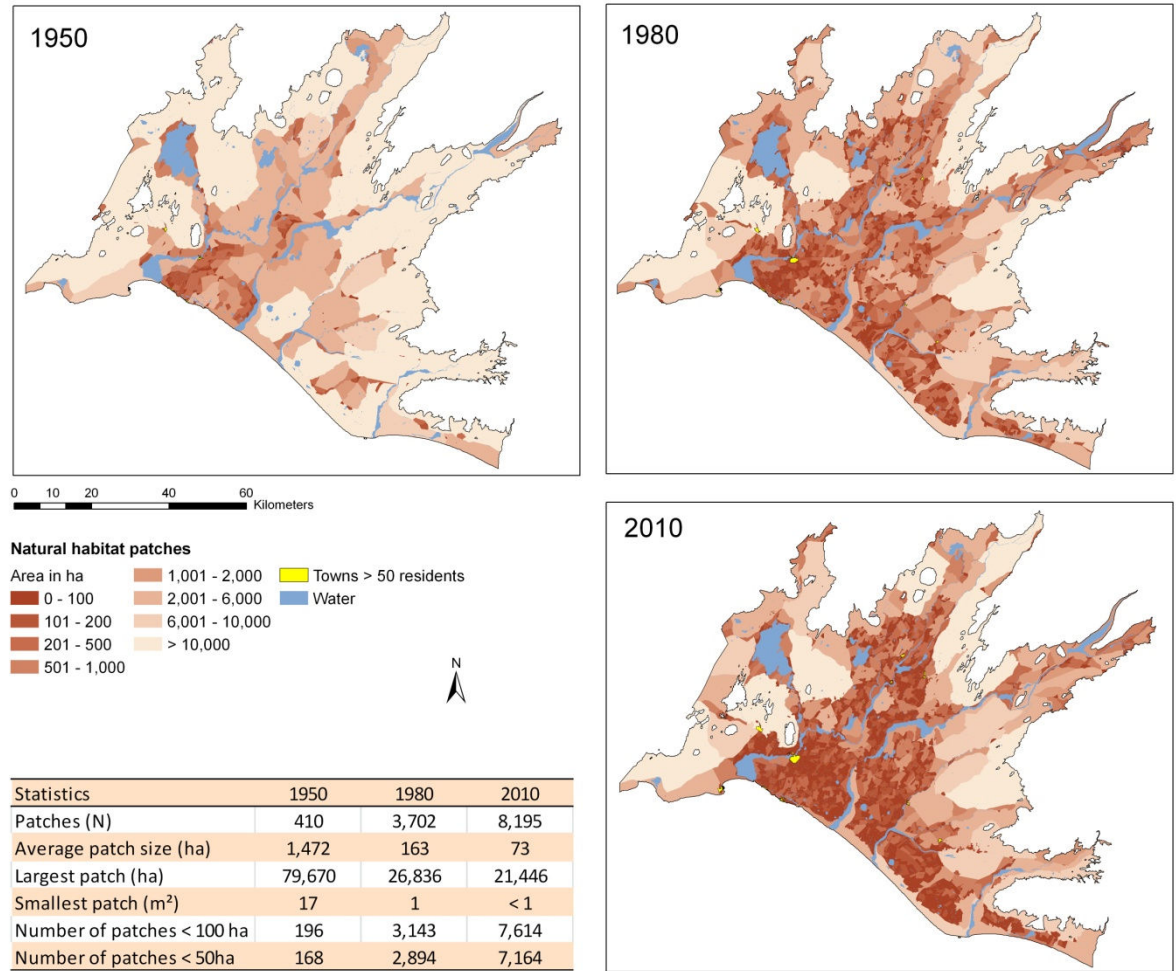 1950
1980
0 10 20 40 60
Kilometers
Natural habitat patches
Area in ha
0 - 100
101 - 200
201 - 500
501 - 1,000
1,001 - 2,000
2,001 - 6,000
6,001 - 10,000
> 10,000
Towns > 50 residents
Water
N
2010
Statistics 1950 1980 2010
Patches (N) 410 3,702 8,195
Average patch size (ha) 1,472 163 73
Largest patch (ha) 79,670 26,836 21,446
Smallest patch (m²) 17 1 < 1
Number of patches < 100 ha 196 3,143 7,614
Number of patches < 50ha 168 2,894 7,164